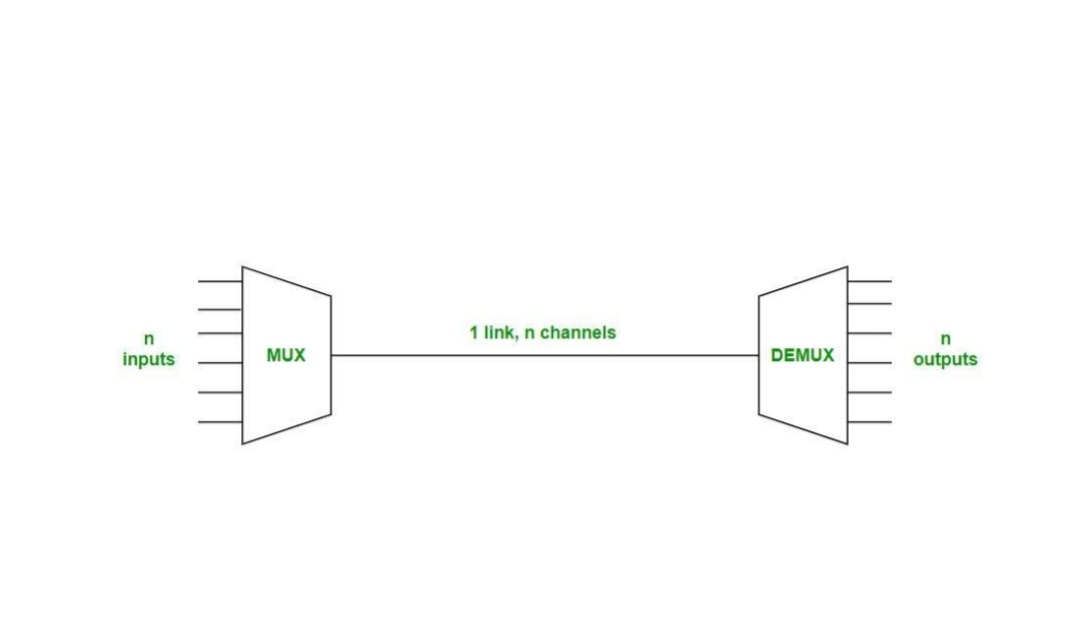 n
inputs
MUX
1 link, n channels
DEMUX
n
outputs